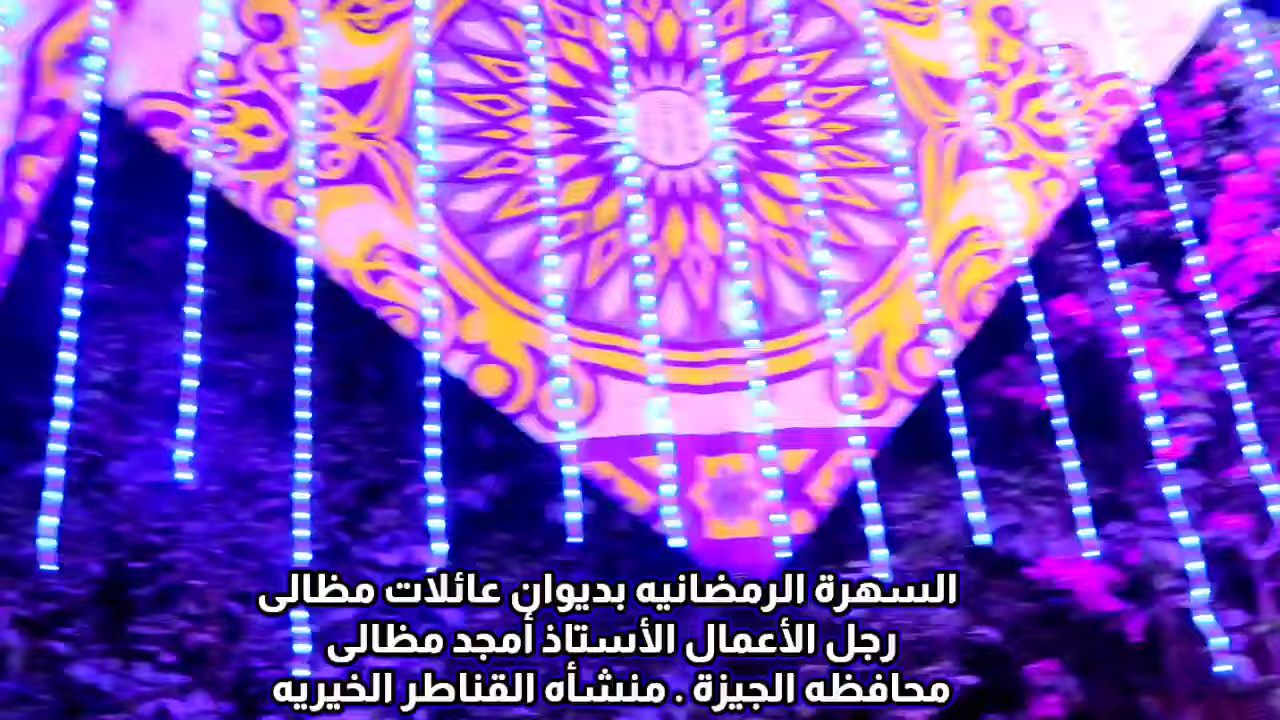 السهرة الرمضانيه بديوان عائلات مظالى
رجل الأعمال الأستاذ أمجد مظالى
محافظه الجيزة . منشأه القناطر الخيريه